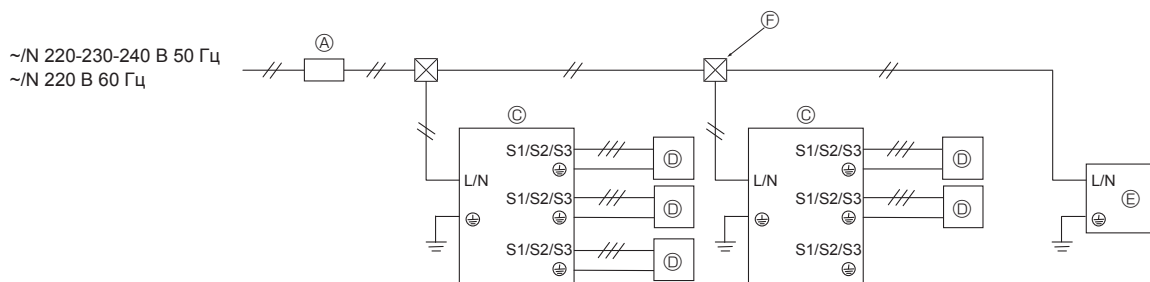 ~/N 220-230-240 В 50 Гц
~/N 220 В 60 Гц
Ⓐ
Ⓕ
Ⓒ
L/N
S1/S2/S3
Ⓓ
S1/S2/S3
Ⓓ
S1/S2/S3
Ⓓ
Ⓒ
L/N
S1/S2/S3
Ⓓ
S1/S2/S3
Ⓓ
S1/S2/S3
L/N
Ⓔ